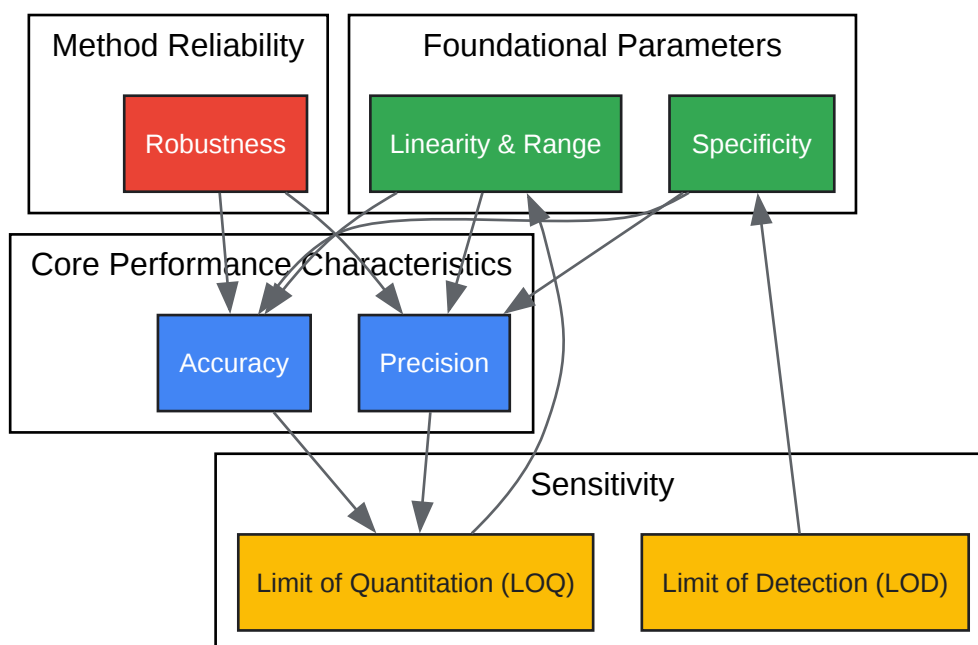 Method Reliability
Foundational Parameters
Robustness
Linearity & Range
Specificity
Core Performance Characteristics
Accuracy
Precision
Sensitivity
Limit of Quantitation (LOQ)
Limit of Detection (LOD)